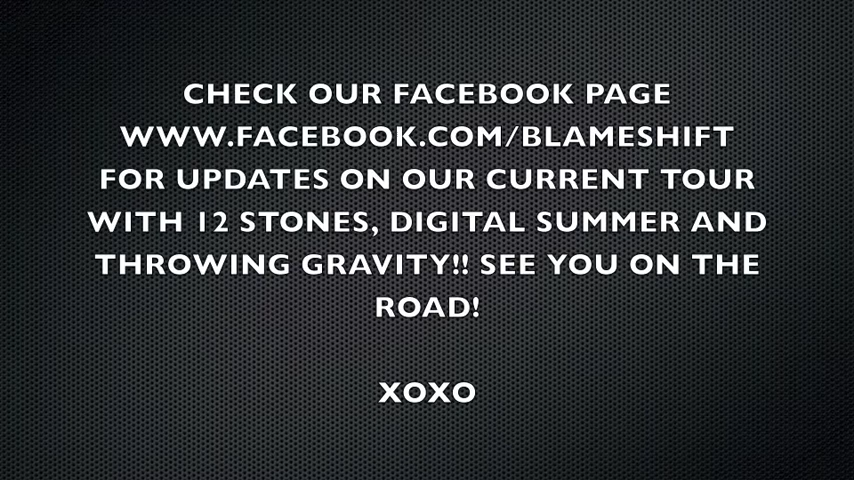 CHECK OUR FACEBOOK PAGE
WWW.FACEBOOK.COM/BLAMESHIFT
FOR UPDATES ON OUR CURRENT TOUR
WITH 12 STONES, DIGITAL SUMMER AND
THROWING GRAVITY!! SEE YOU ON THE
ROAD!
XOXO